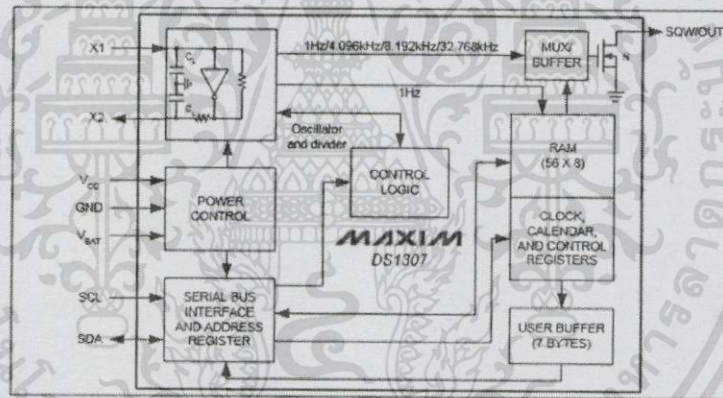 X1
X2
1Hz/4.096kHz/8.192kHz/32.768kHz
1Hz
Oscillator
and divider
MUX/
BUFFER
N
SQW/OUT
VCC
GND
VBAT
POWER
CONTROL
CONTROL
LOGIC
MAXIM
DS1307
RAM
(56 X 8)
CLOCK,
CALENDAR,
AND CONTROL
REGISTERS
SCL
SDA
SERIAL BUS
INTERFACE
AND ADDRESS
REGISTER
USER BUFFER
(7 BYTES)